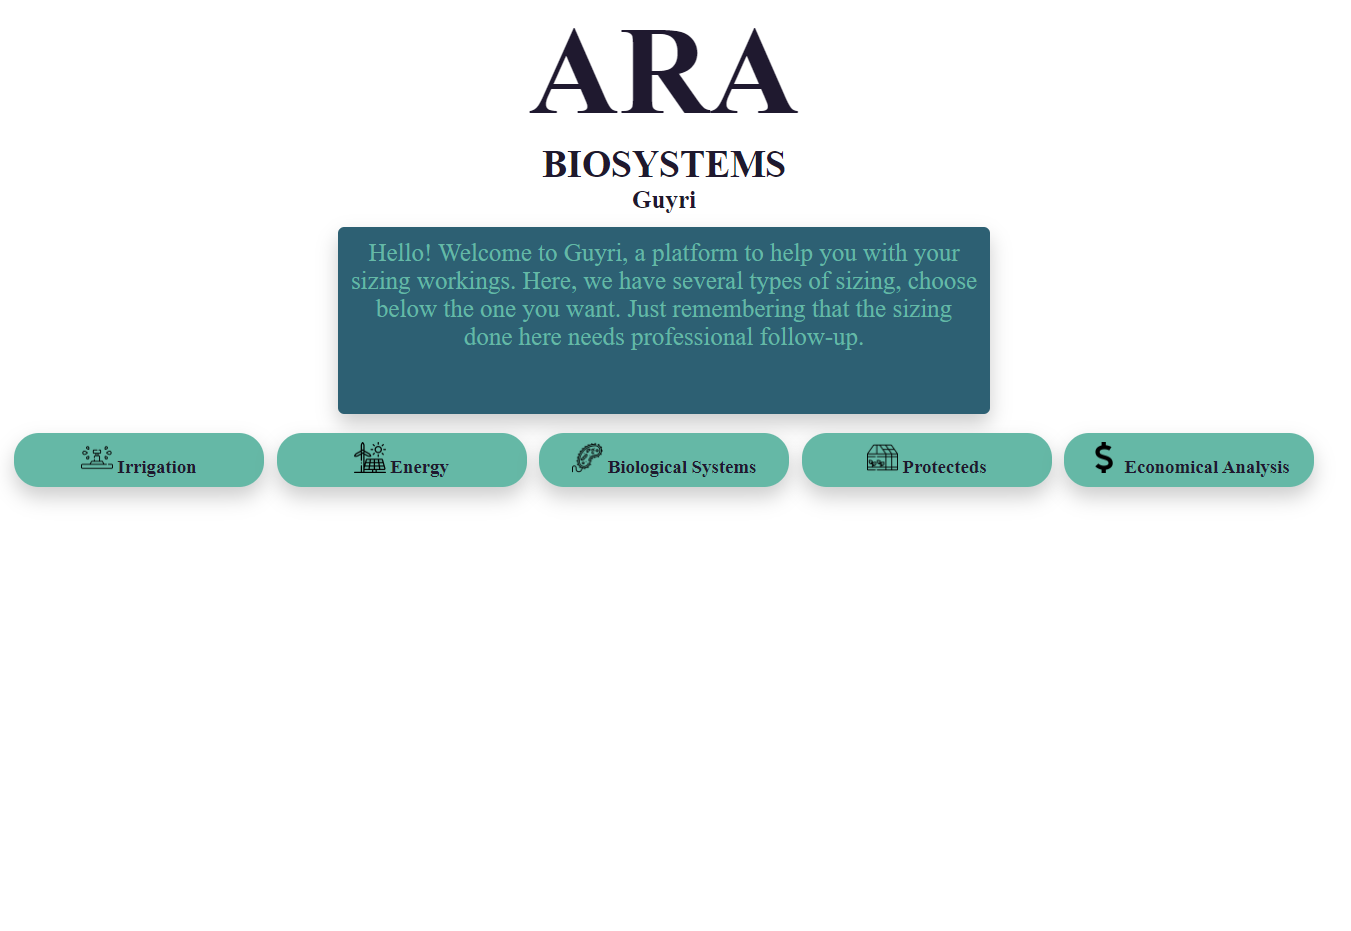 ARA
BIOSYSTEMS
Guyri
Hello! Welcome to Guyri, a platform to help you with your
sizing workings. Here, we have several types of sizing, choose
below the one you want. Just remembering that the sizing
done here needs professional follow-up.
Irrigation
Energy
Biological Systems
Protecteds
Economical Analysis